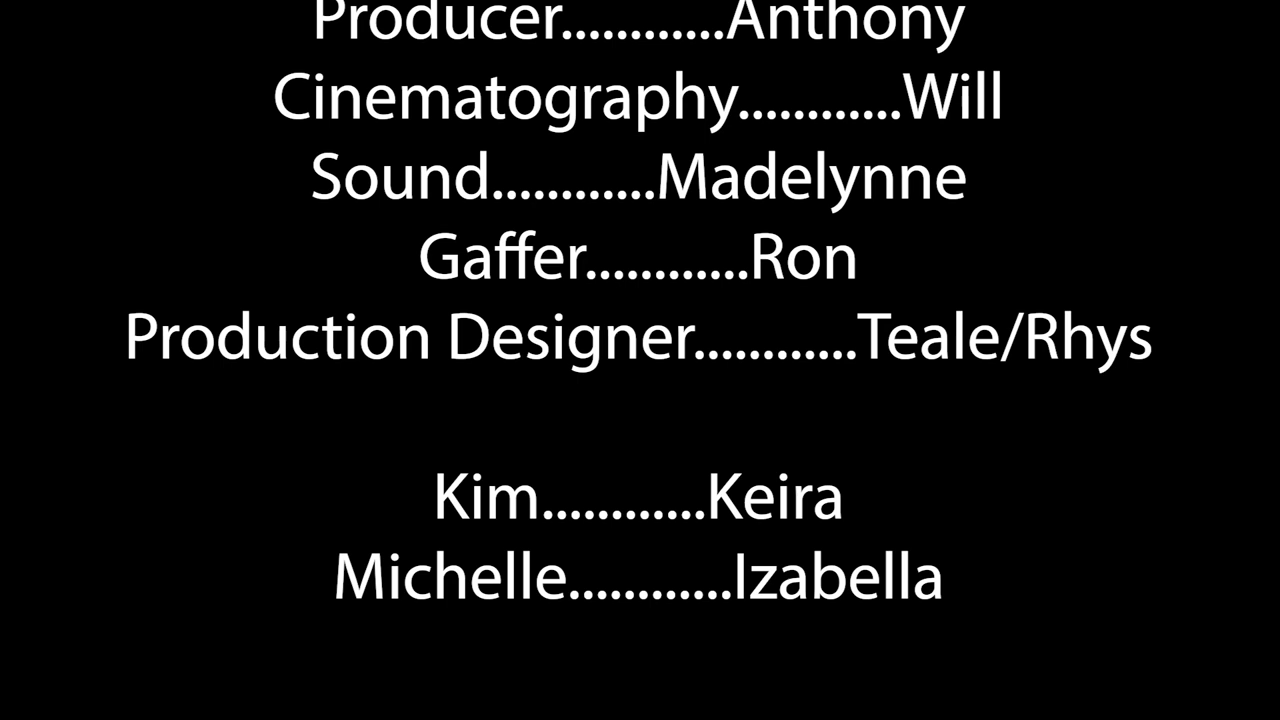 Producer............Anthony
Cinematography............Will
Sound............Madelynne
Gaffer............Ron
Production Designer............Teale/Rhys
Kim............Keira
Michelle............Izabella